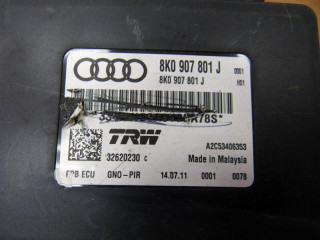 8K0 907 801 J 0001
8K0 907 801 J H01
TRW
A2C53406353
32620230 C Made in Malaysia
EPB ECU GNO-PIR 14.07.11 0001 0078